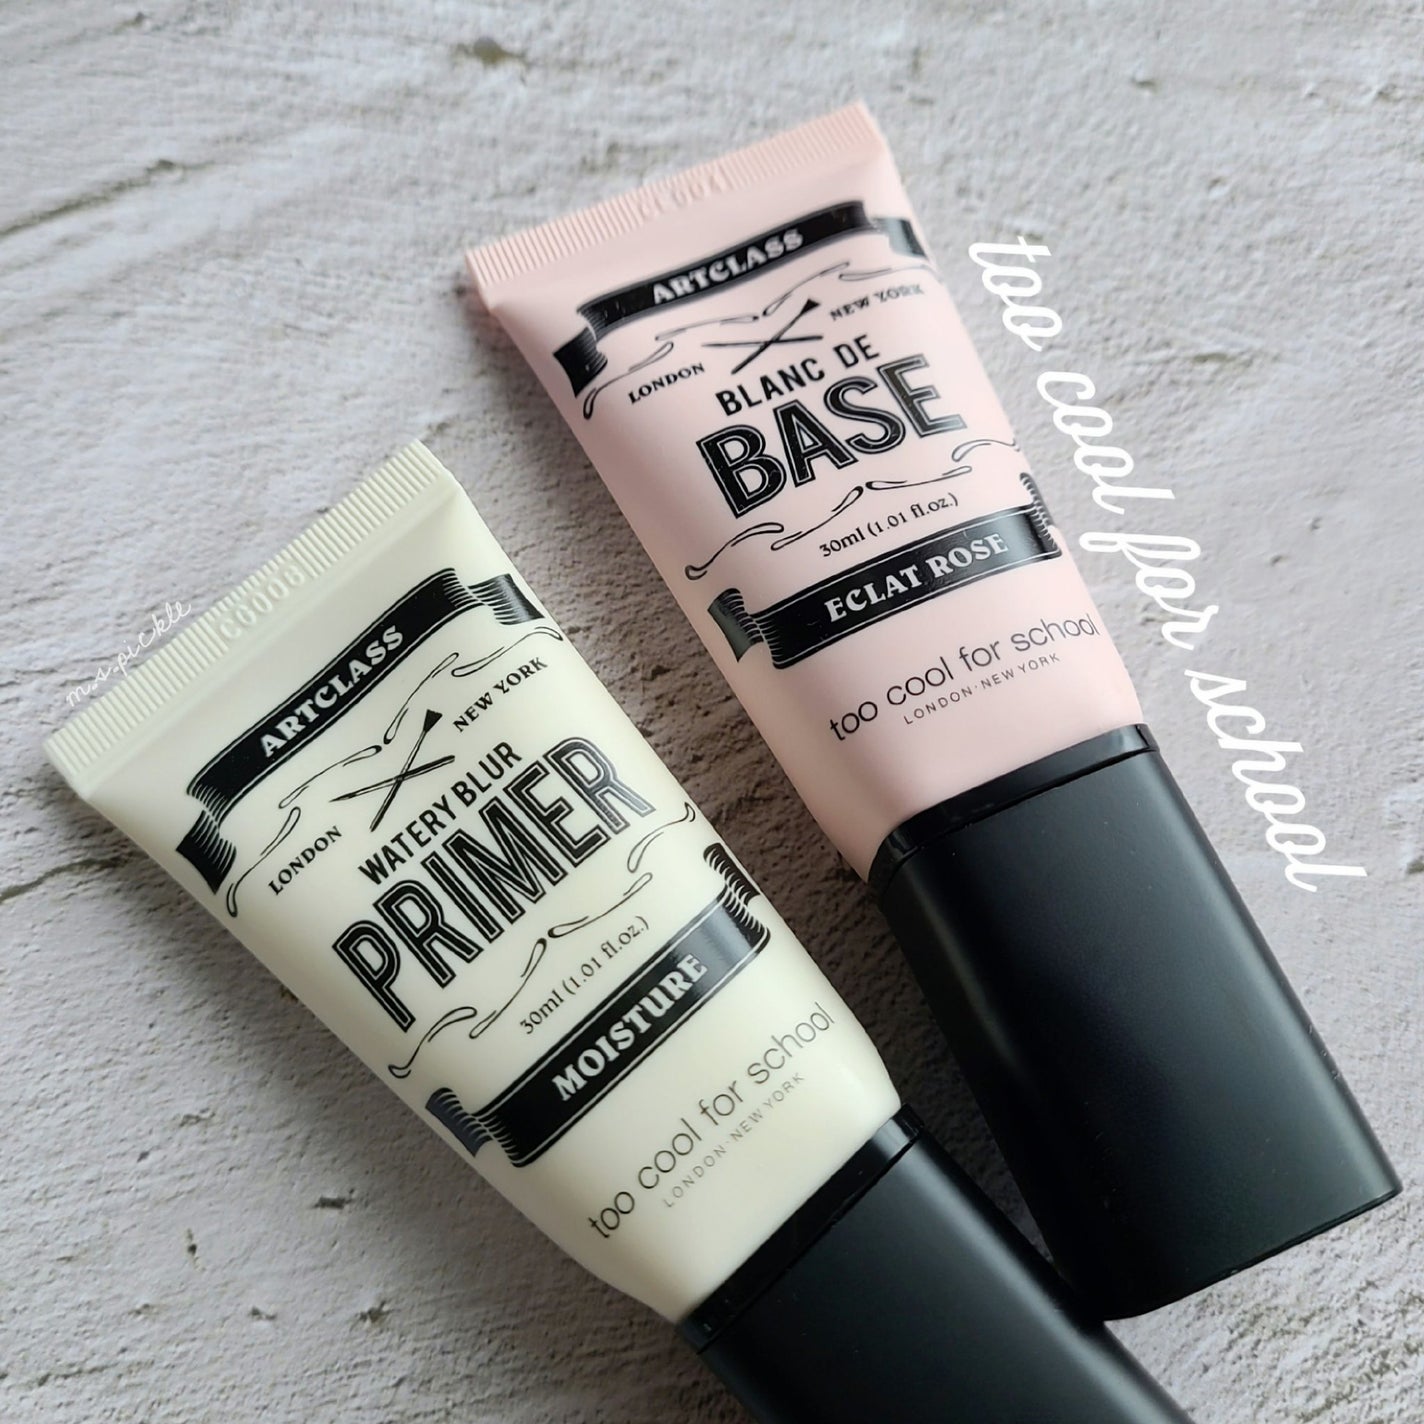 ARTCLASS
LONDON
NEW YORK
BLANC DE
BASE
30ml (1.01 fl.oz.)
ECLAT ROSE
too cool for school
LONDON·NEW YORK
too cool for school
m.s.pickle
C0006
ARTCLASS
LONDON
NEW YORK
WATERY BLUR
PRIMER
30ml (1.01 fl.oz.)
MOISTURE
too cool for school
LONDON·NEW YORK